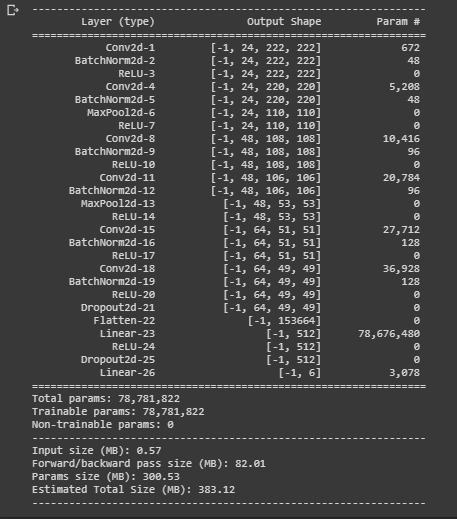 ----------------------------------------------------------------
Layer (type) Output Shape Param #
================================================================
Conv2d-1 [-1, 24, 222, 222] 672
BatchNorm2d-2 [-1, 24, 222, 222] 48
ReLU-3 [-1, 24, 222, 222] 0
Conv2d-4 [-1, 24, 220, 220] 5,208
BatchNorm2d-5 [-1, 24, 220, 220] 48
MaxPool2d-6 [-1, 24, 110, 110] 0
ReLU-7 [-1, 24, 110, 110] 0
Conv2d-8 [-1, 48, 108, 108] 10,416
BatchNorm2d-9 [-1, 48, 108, 108] 96
ReLU-10 [-1, 48, 108, 108] 0
Conv2d-11 [-1, 48, 106, 106] 20,784
BatchNorm2d-12 [-1, 48, 106, 106] 96
MaxPool2d-13 [-1, 48, 53, 53] 0
ReLU-14 [-1, 48, 53, 53] 0
Conv2d-15 [-1, 64, 51, 51] 27,712
BatchNorm2d-16 [-1, 64, 51, 51] 128
ReLU-17 [-1, 64, 51, 51] 0
Conv2d-18 [-1, 64, 49, 49] 36,928
BatchNorm2d-19 [-1, 64, 49, 49] 128
ReLU-20 [-1, 64, 49, 49] 0
Dropout2d-21 [-1, 64, 49, 49] 0
Flatten-22 [-1, 153664] 0
Linear-23 [-1, 512] 78,676,480
ReLU-24 [-1, 512] 0
Dropout2d-25 [-1, 512] 0
Linear-26 [-1, 6] 3,078
================================================================
Total params: 78,781,822
Trainable params: 78,781,822
Non-trainable params: 0
----------------------------------------------------------------
Input size (MB): 0.57
Forward/backward pass size (MB): 82.01
Params size (MB): 300.53
Estimated Total Size (MB): 383.12
----------------------------------------------------------------